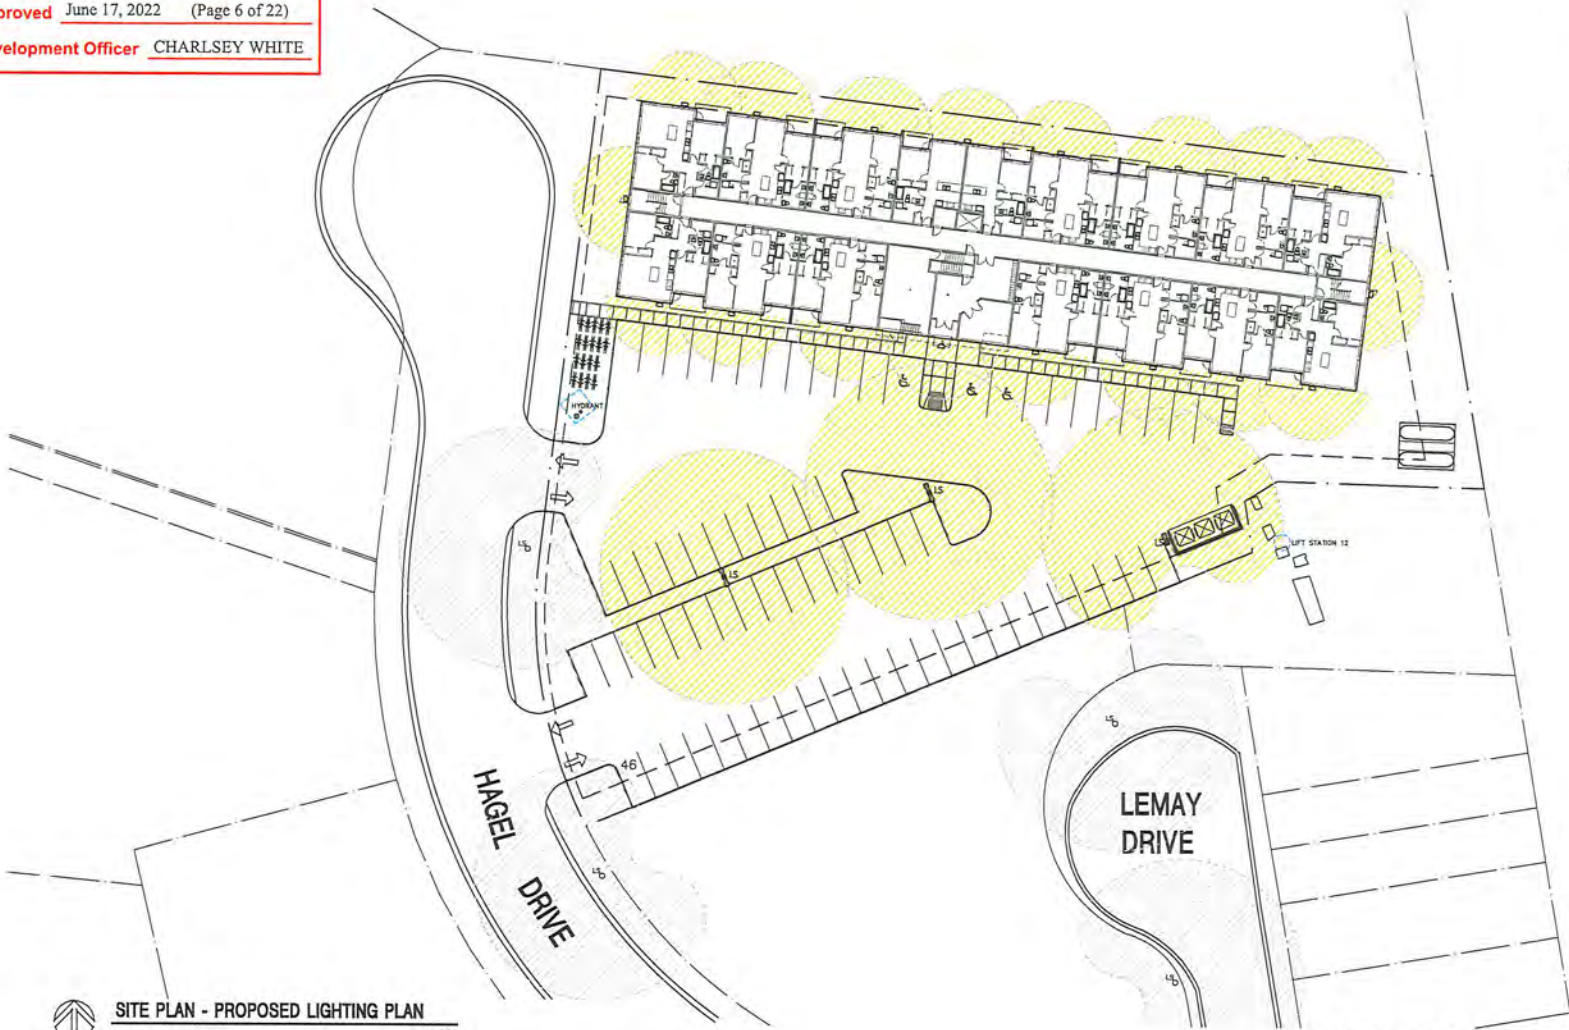 proved June 17, 2022 (Page 6 of 22)
velopment Officer CHARLSEY WHITE
HYDRANT
LS
LS
LS
LS
LIFT STATION 12
46
LS
HAGEL
DRIVE
LEMAY
DRIVE
LS
LS
SITE PLAN - PROPOSED LIGHTING PLAN